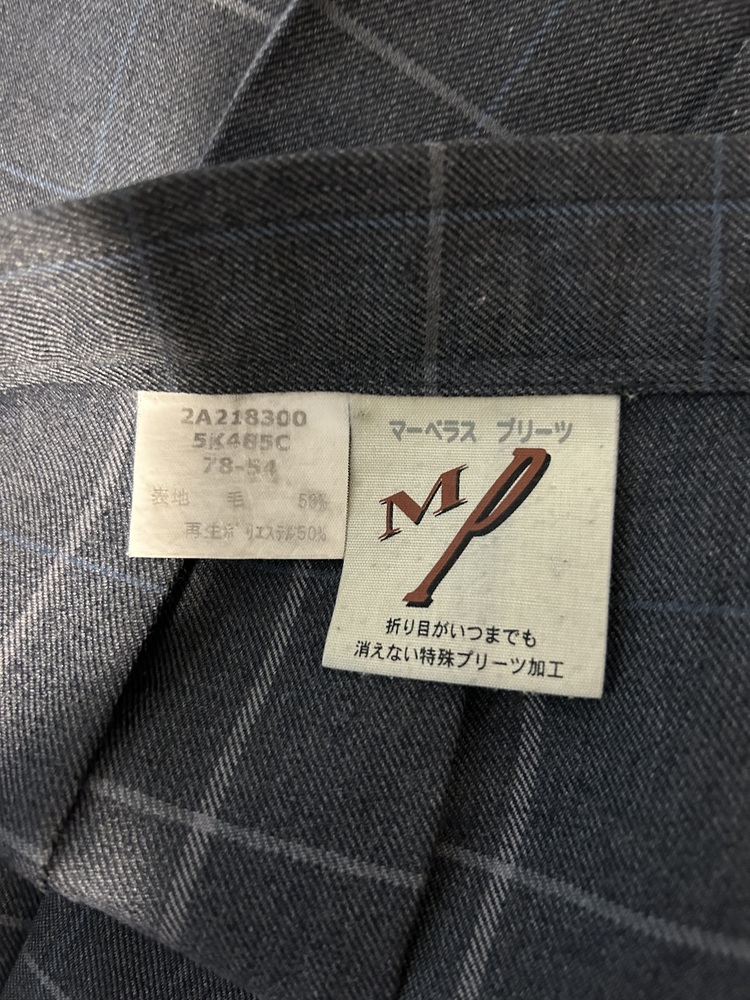 2A218300
5K485C
78-54
表地 毛 50%
再生ポリエステル50%
マーベラス プリーツ
MP
折り目がいつまでも
消えない特殊プリーツ加工